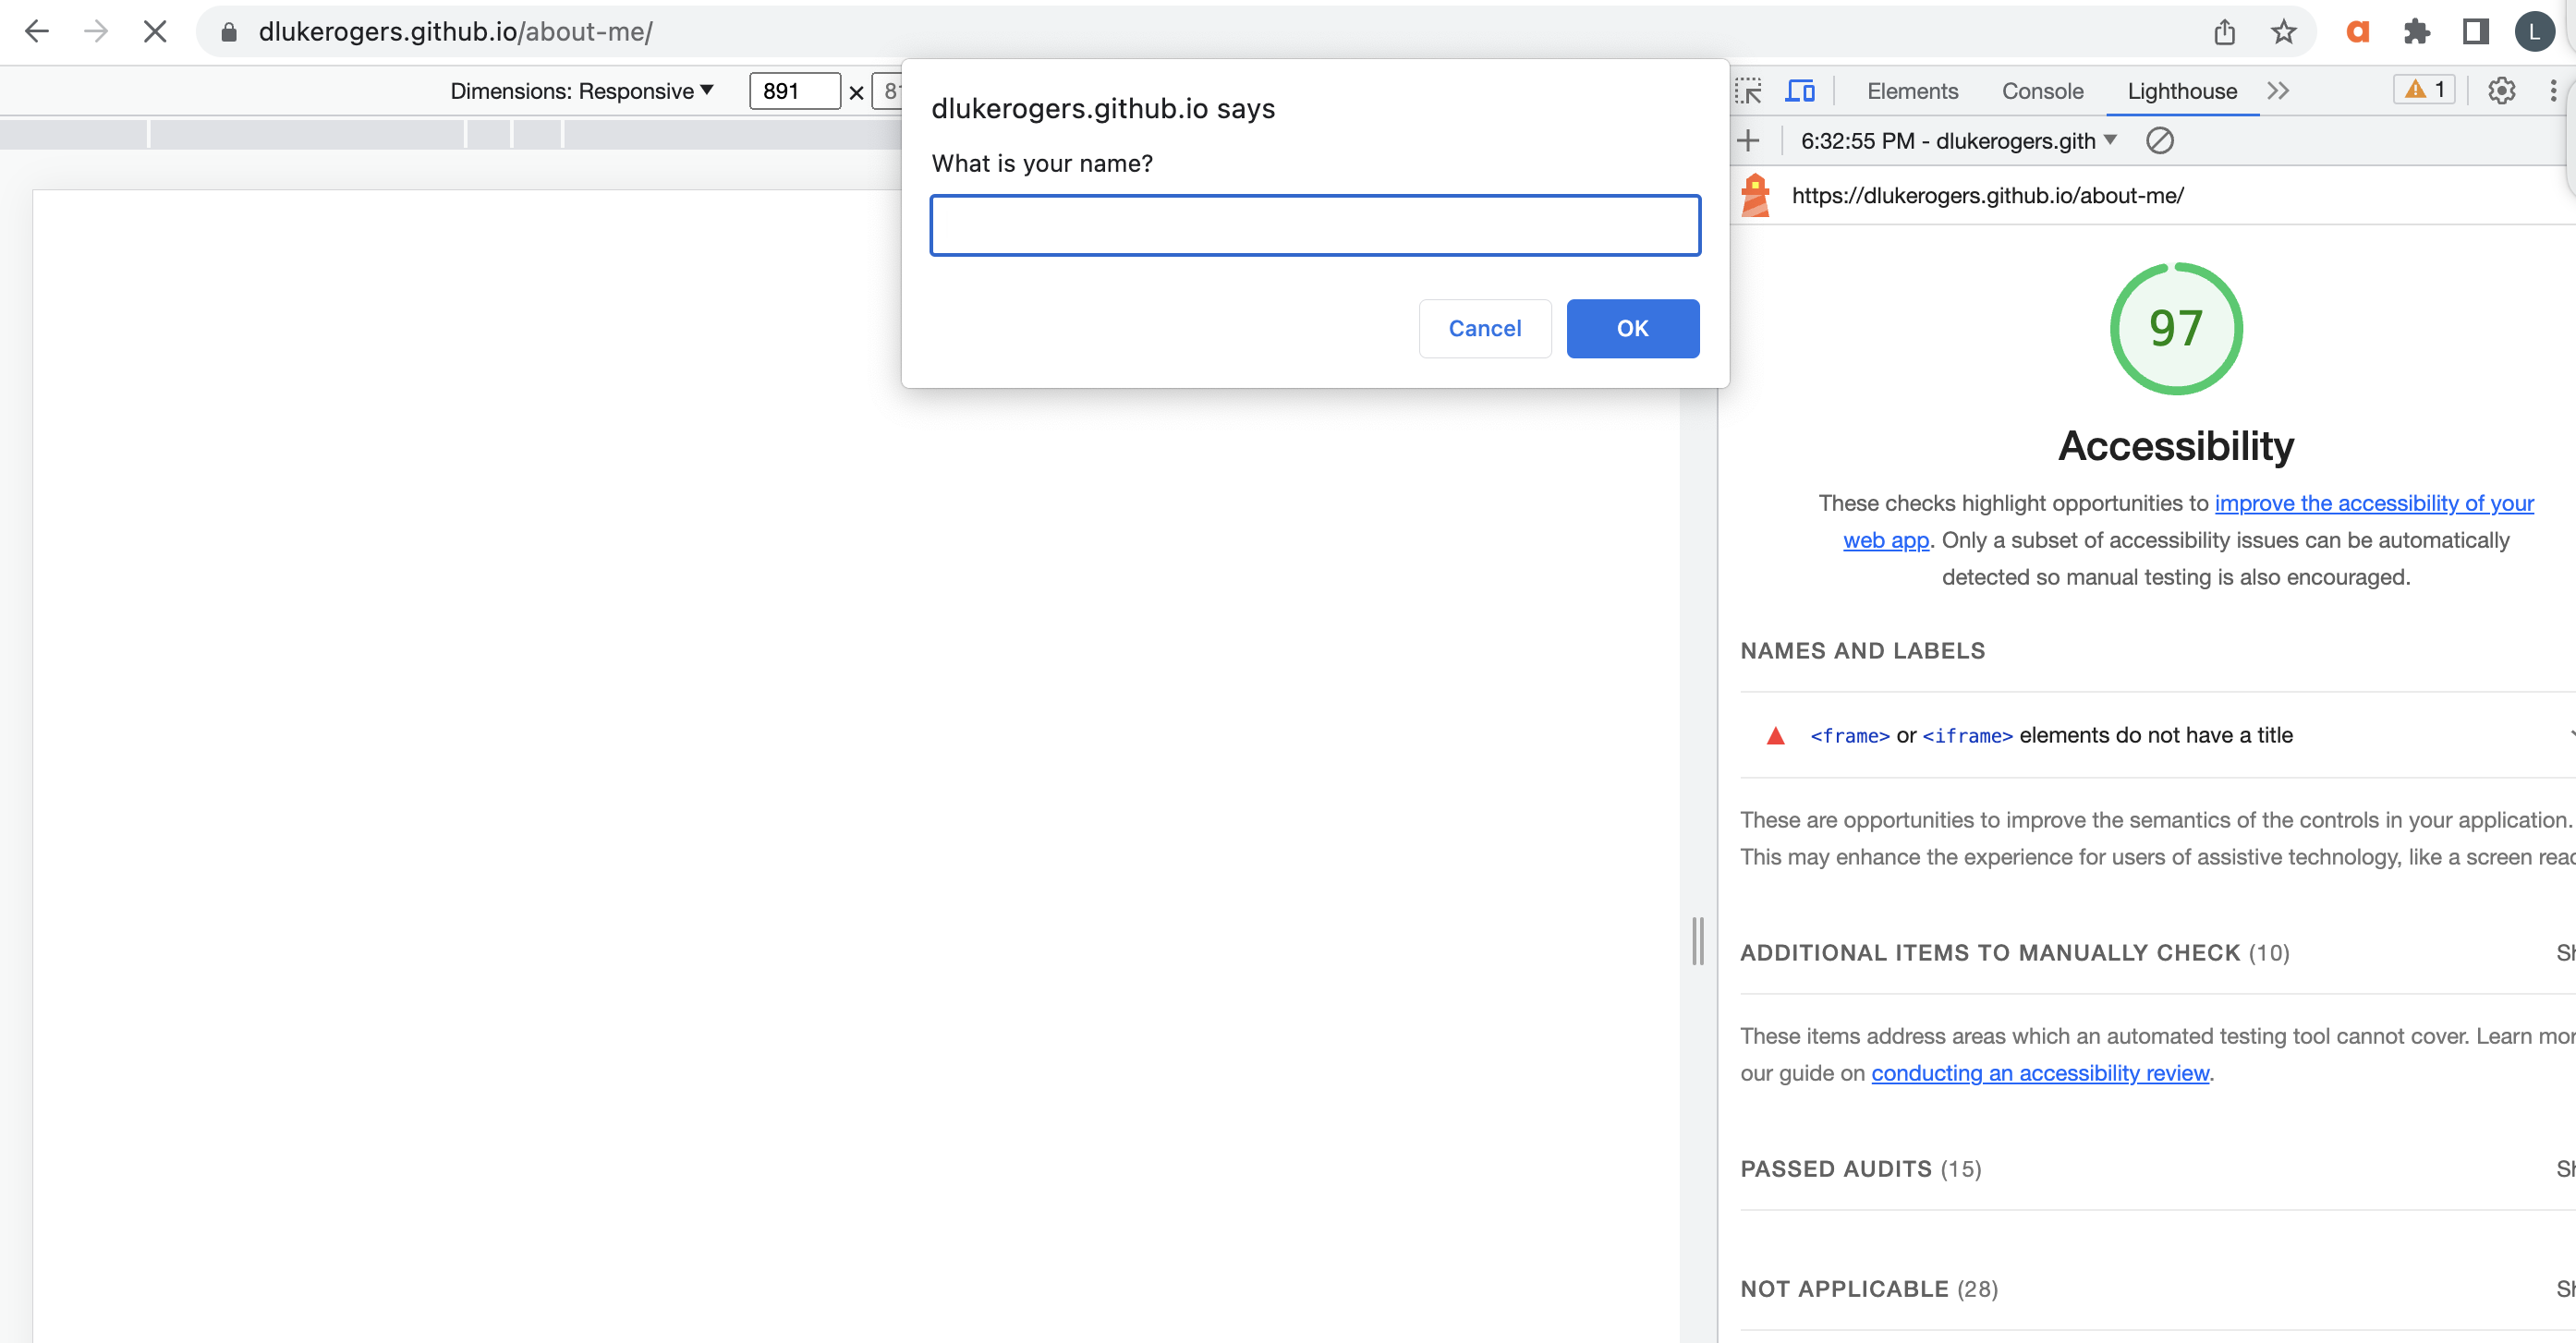 dlukerogers.github.io/about-me/
L
Dimensions: Responsive
891 × 81
dlukerogers.github.io says
What is your name?
Cancel
OK
Elements
Console
Lighthouse
1
6:32:55 PM - dlukerogers.gith
https://dlukerogers.github.io/about-me/
97
Accessibility
These checks highlight opportunities to improve the accessibility of your
web app. Only a subset of accessibility issues can be automatically
detected so manual testing is also encouraged.
NAMES AND LABELS
<frame> or <iframe> elements do not have a title
These are opportunities to improve the semantics of the controls in your application.
This may enhance the experience for users of assistive technology, like a screen
ADDITIONAL ITEMS TO MANUALLY CHECK (10)
These items address areas which an automated testing tool cannot cover. Learn
our guide on conducting an accessibility review.
PASSED AUDITS (15)
NOT APPLICABLE (28)